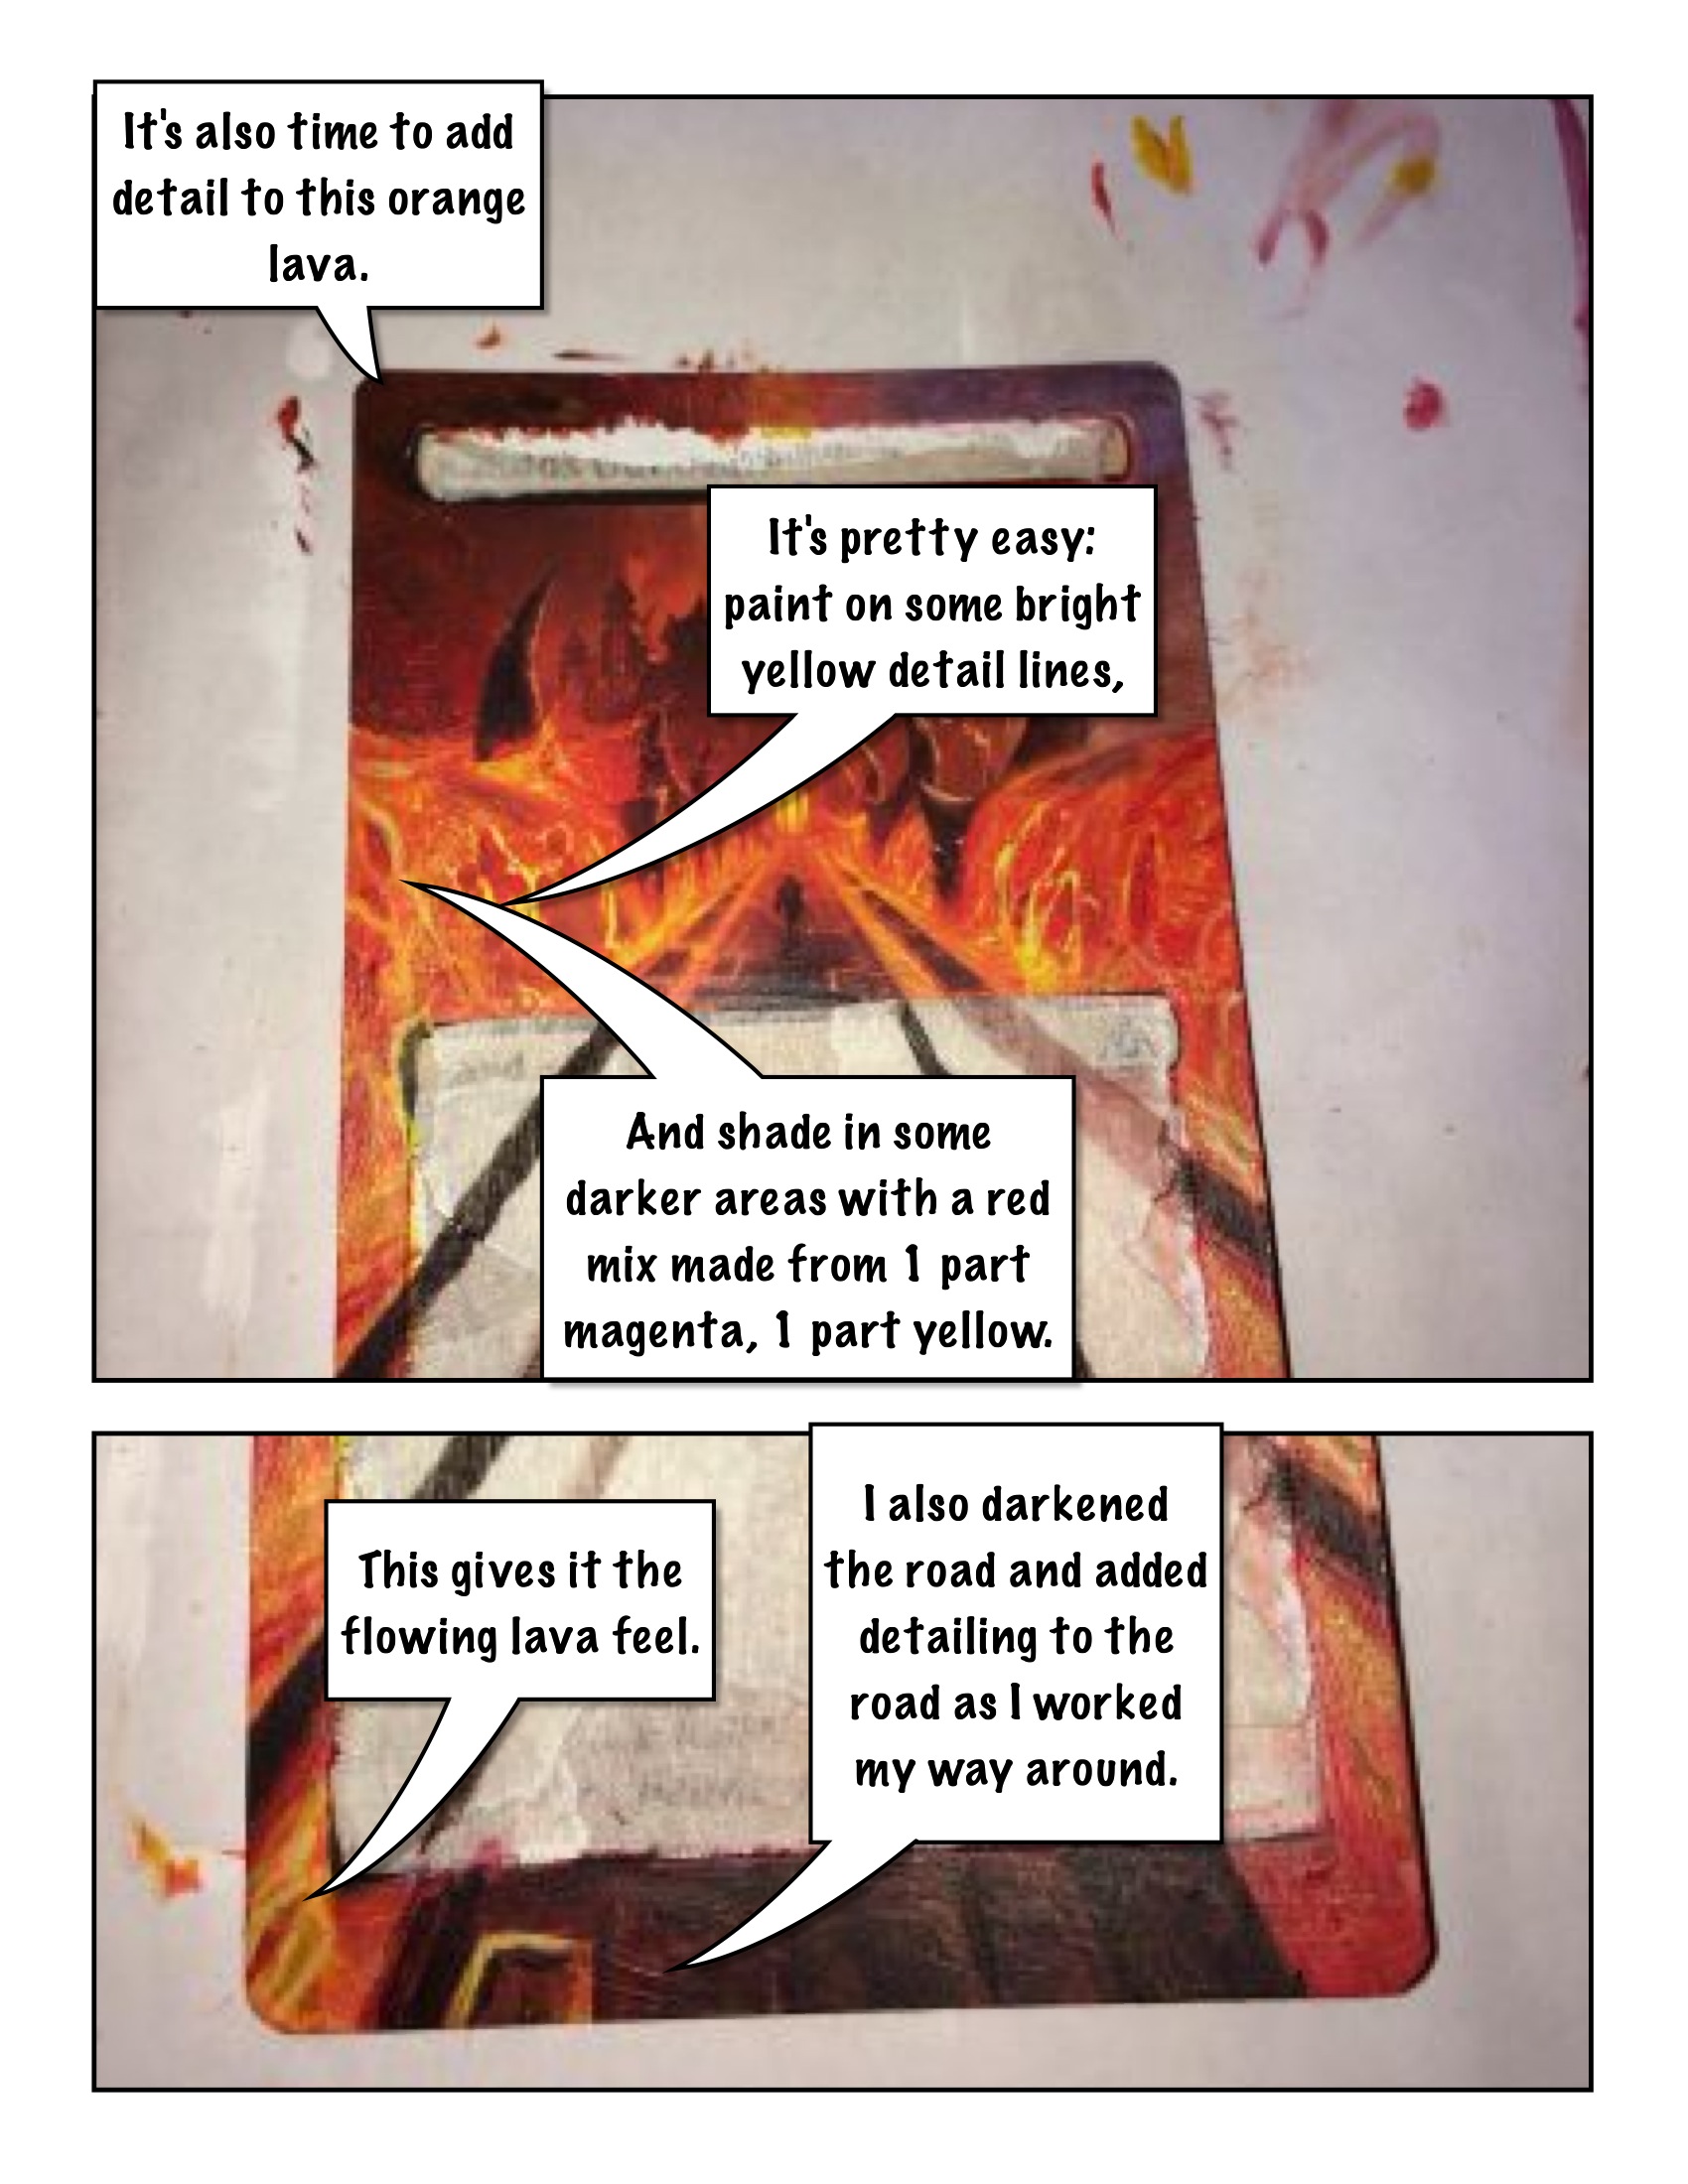 It's also time to add
detail to this orange
lava.
It's pretty easy:
paint on some bright
yellow detail lines,
And shade in some
darker areas with a red
mix made from 1 part
magenta, 1 part yellow.
This gives it the
flowing lava feel.
I also darkened
the road and added
detailing to the
road as I worked
my way around.